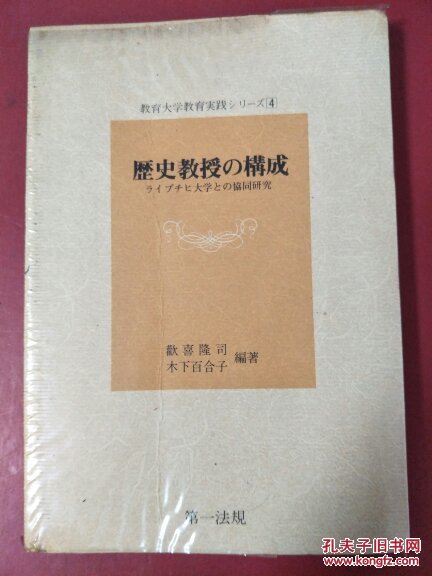 教育大学教育実践シリーズ4
歴史教授の構成
ライプチヒ大学との協同研究
歡喜隆司
木下百合子
編著
第一法規
孔夫子旧书网
www.kongfz.com